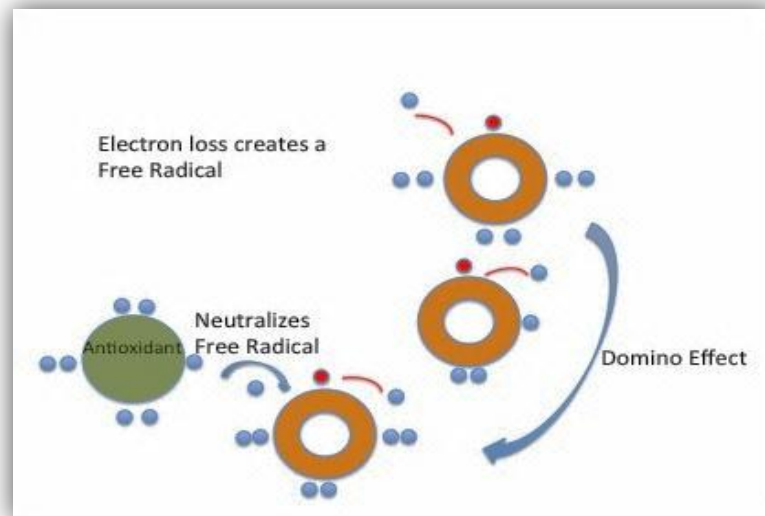 Electron loss creates a
Free Radical
Neutralizes
Free Radical
Antioxidant
Domino Effect